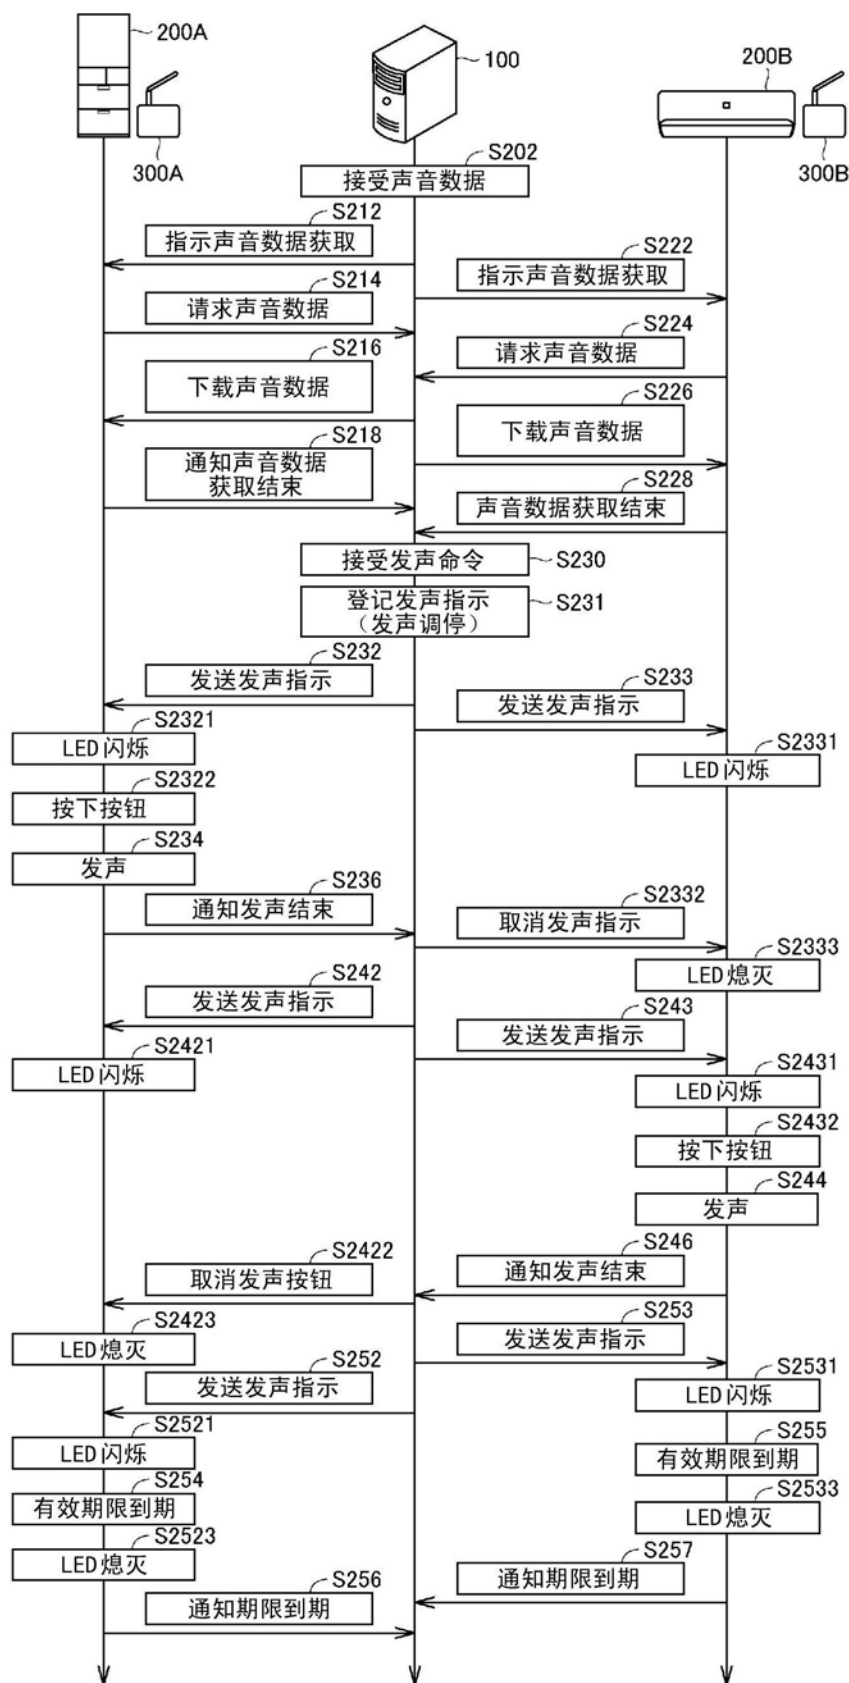 200A
100
200B
300A
300B
S202
接受声音数据
S212
指示声音数据获取
S222
指示声音数据获取
S214
请求声音数据
S224
请求声音数据
S216
下载声音数据
S226
下载声音数据
S218
通知声音数据
获取结束
S228
声音数据获取结束
接受发声命令
S230
登记发声指示
（发声调停）
S231
S232
发送发声指示
S233
发送发声指示
S2321
LED闪烁
S2331
LED闪烁
S2322
按下按钮
S234
发声
S236
通知发声结束
S2332
取消发声指示
S2333
LED熄灭
S242
发送发声指示
S243
发送发声指示
S2421
LED闪烁
S2431
LED闪烁
S2432
按下按钮
S244
发声
S2422
取消发声按钮
S246
通知发声结束
S2423
LED熄灭
S253
发送发声指示
S252
发送发声指示
S2531
LED闪烁
S2521
LED闪烁
S255
有效期限到期
S254
有效期限到期
S2533
LED熄灭
S2523
LED熄灭
S257
通知期限到期
S256
通知期限到期